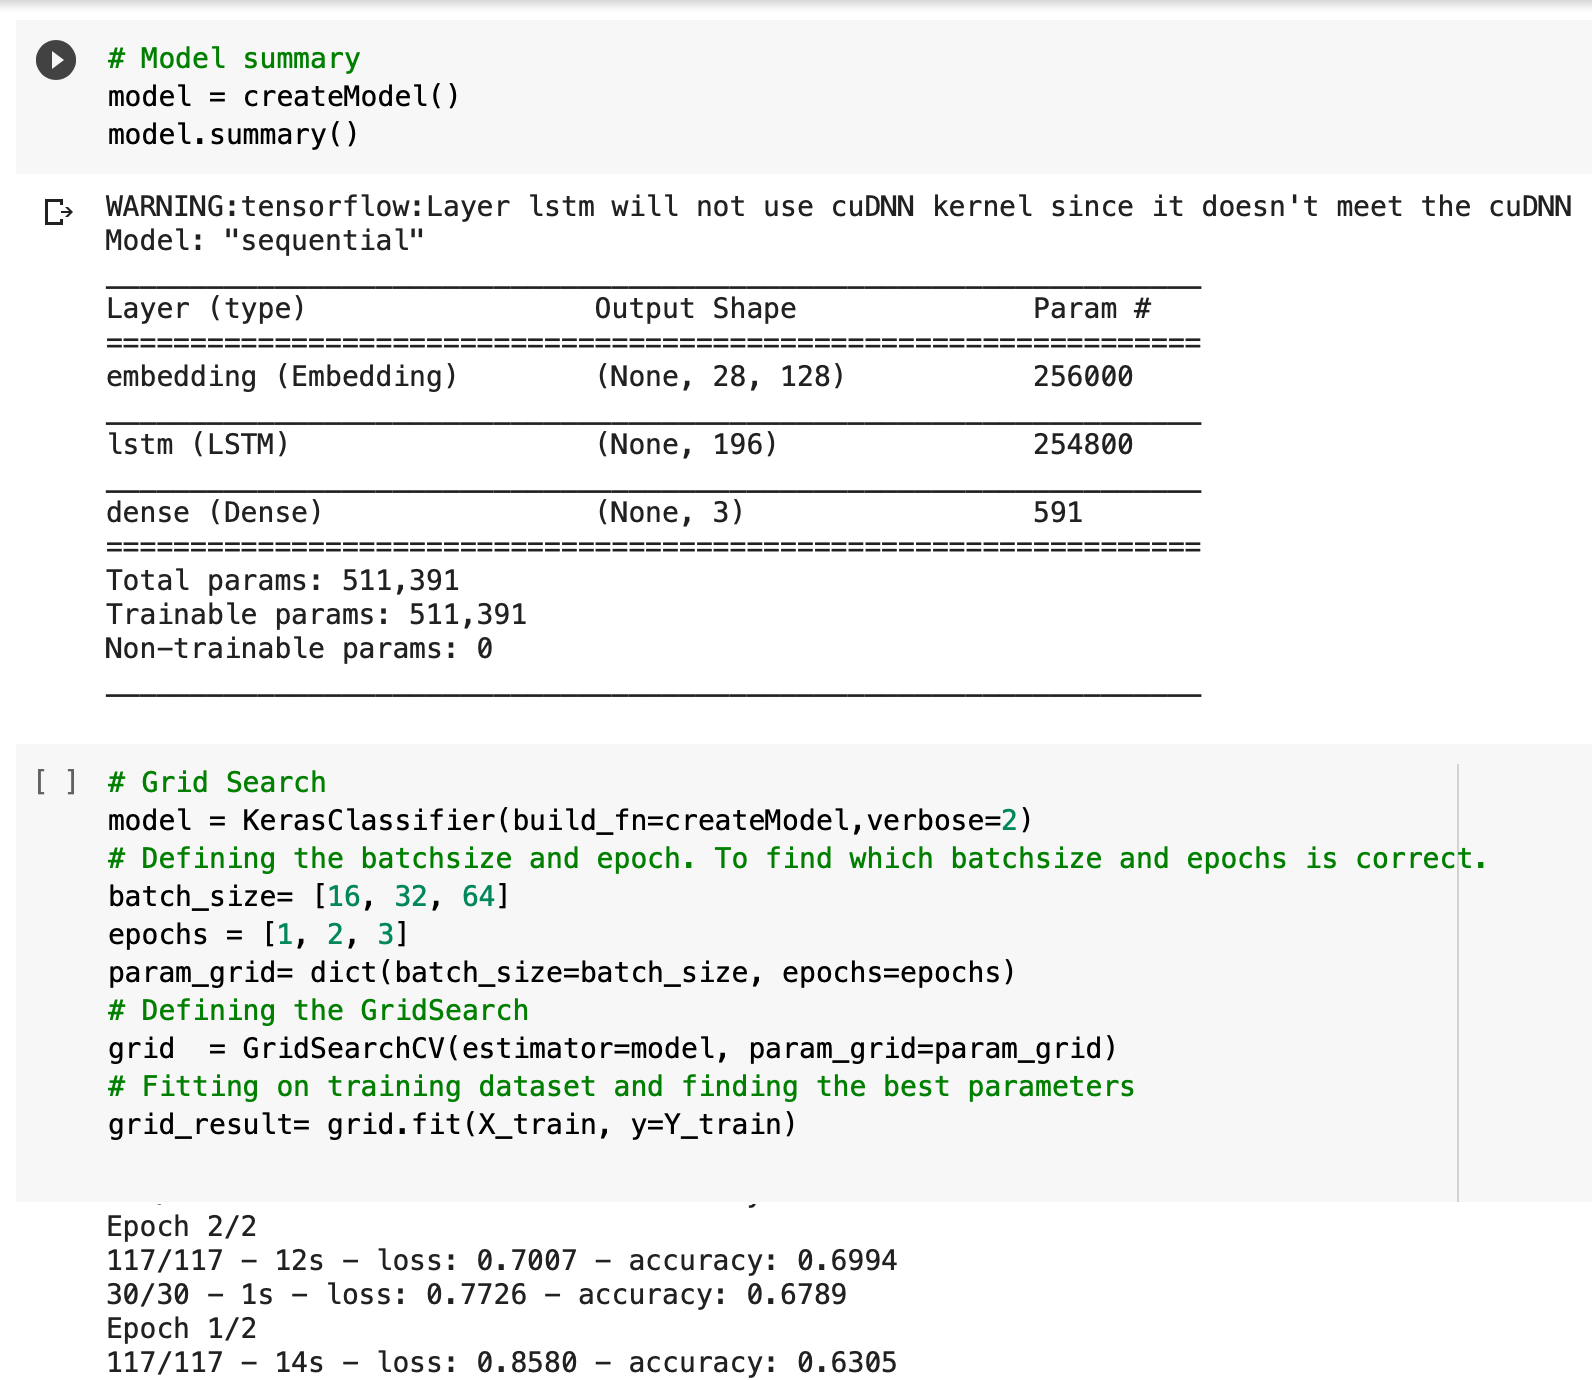 # Model summary
model = createModel()
model.summary()
WARNING:tensorflow:Layer lstm will not use cuDNN kernel since it doesn't meet the cuDNN
Model: "sequential"
Layer (type) Output Shape Param #
=================================================================
embedding (Embedding) (None, 28, 128) 256000
lstm (LSTM) (None, 196) 254800
dense (Dense) (None, 3) 591
=================================================================
Total params: 511,391
Trainable params: 511,391
Non-trainable params: 0
[ ] # Grid Search
model = KerasClassifier(build_fn=createModel,verbose=2)
# Defining the batchsize and epoch. To find which batchsize and epochs is correct.
batch_size= [16, 32, 64]
epochs = [1, 2, 3]
param_grid= dict(batch_size=batch_size, epochs=epochs)
# Defining the GridSearch
grid  = GridSearchCV(estimator=model, param_grid=param_grid)
# Fitting on training dataset and finding the best parameters
grid_result= grid.fit(X_train, y=Y_train)
Epoch 2/2
117/117 - 12s - loss: 0.7007 - accuracy: 0.6994
30/30 - 1s - loss: 0.7726 - accuracy: 0.6789
Epoch 1/2
117/117 - 14s - loss: 0.8580 - accuracy: 0.6305